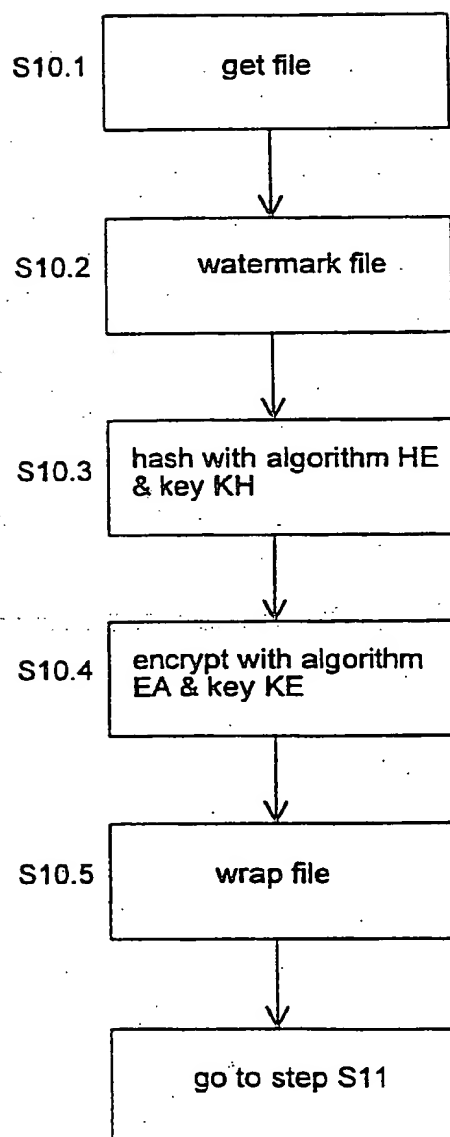 S10.1
get file
S10.2
watermark file
S10.3
hash with algorithm HE
& key KH
S10.4
encrypt with algorithm
EA & key KE
S10.5
wrap file
go to step S11